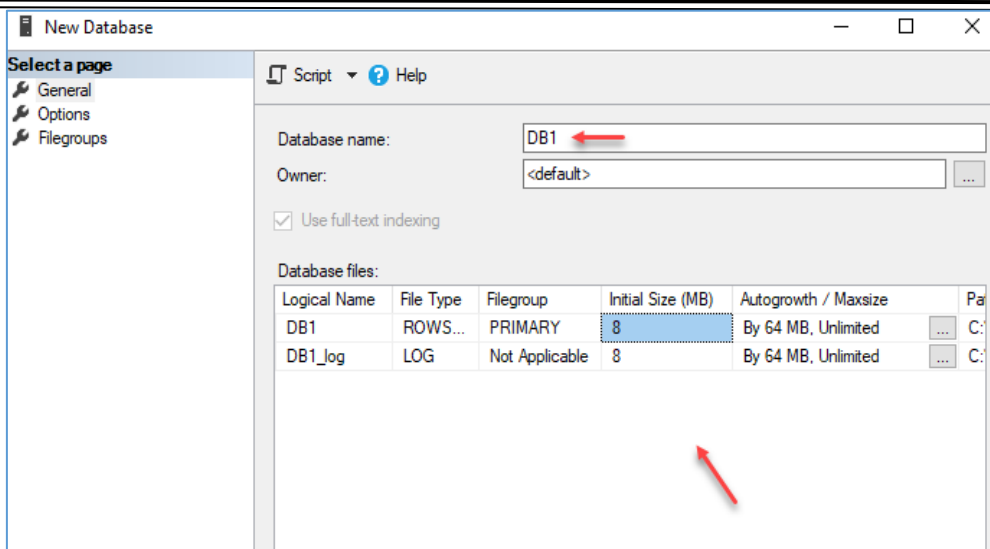 New Database
Select a page
General
Options
Filegroups
Script
Help
Database name:
DB1
Owner:
<default>
...
Use full-text indexing
Database files:
Logical Name File Type Filegroup Initial Size (MB) Autogrowth / Maxsize
DB1 ROWS... PRIMARY 8 By 64 MB, Unlimited ... C:
DB1_log LOG Not Applicable 8 By 64 MB, Unlimited ... C: